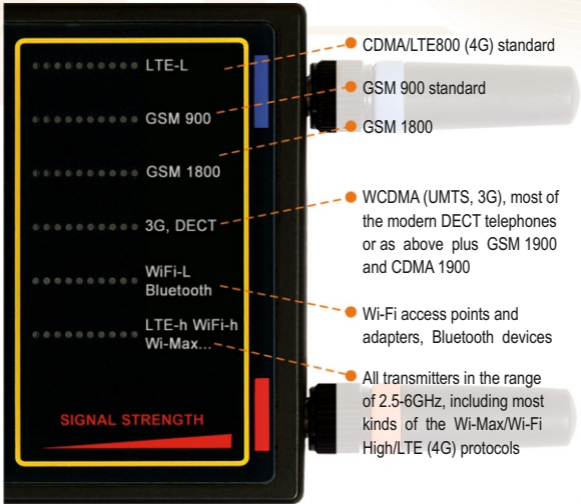 LTE-L
GSM 900
GSM 1800
3G, DECT
WiFi-L
Bluetooth
LTE-h WiFi-h
Wi-Max...
SIGNAL STRENGTH
CDMA/LTE800 (4G) standard
GSM 900 standard
GSM 1800
WCDMA (UMTS, 3G), most of
the modern DECT telephones
or as above plus GSM 1900
and CDMA 1900
Wi-Fi access points and
adapters, Bluetooth devices
All transmitters in the range
of 2.5-6GHz, including most
kinds of the Wi-Max/Wi-Fi
High/LTE (4G) protocols